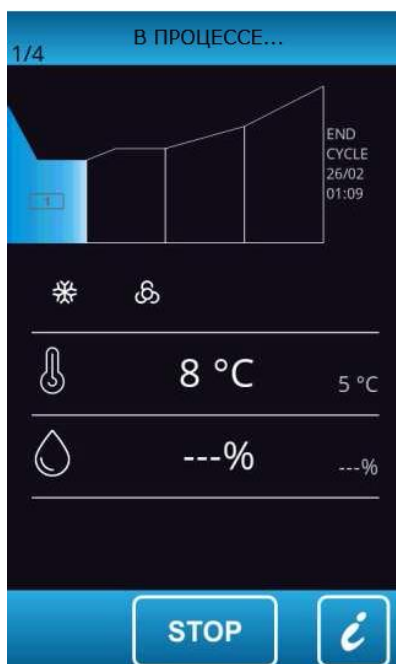 В ПРОЦЕССЕ...
1/4
END
CYCLE
26/02
01:09
1
8 °C
5 °C
---%
---%
STOP
i